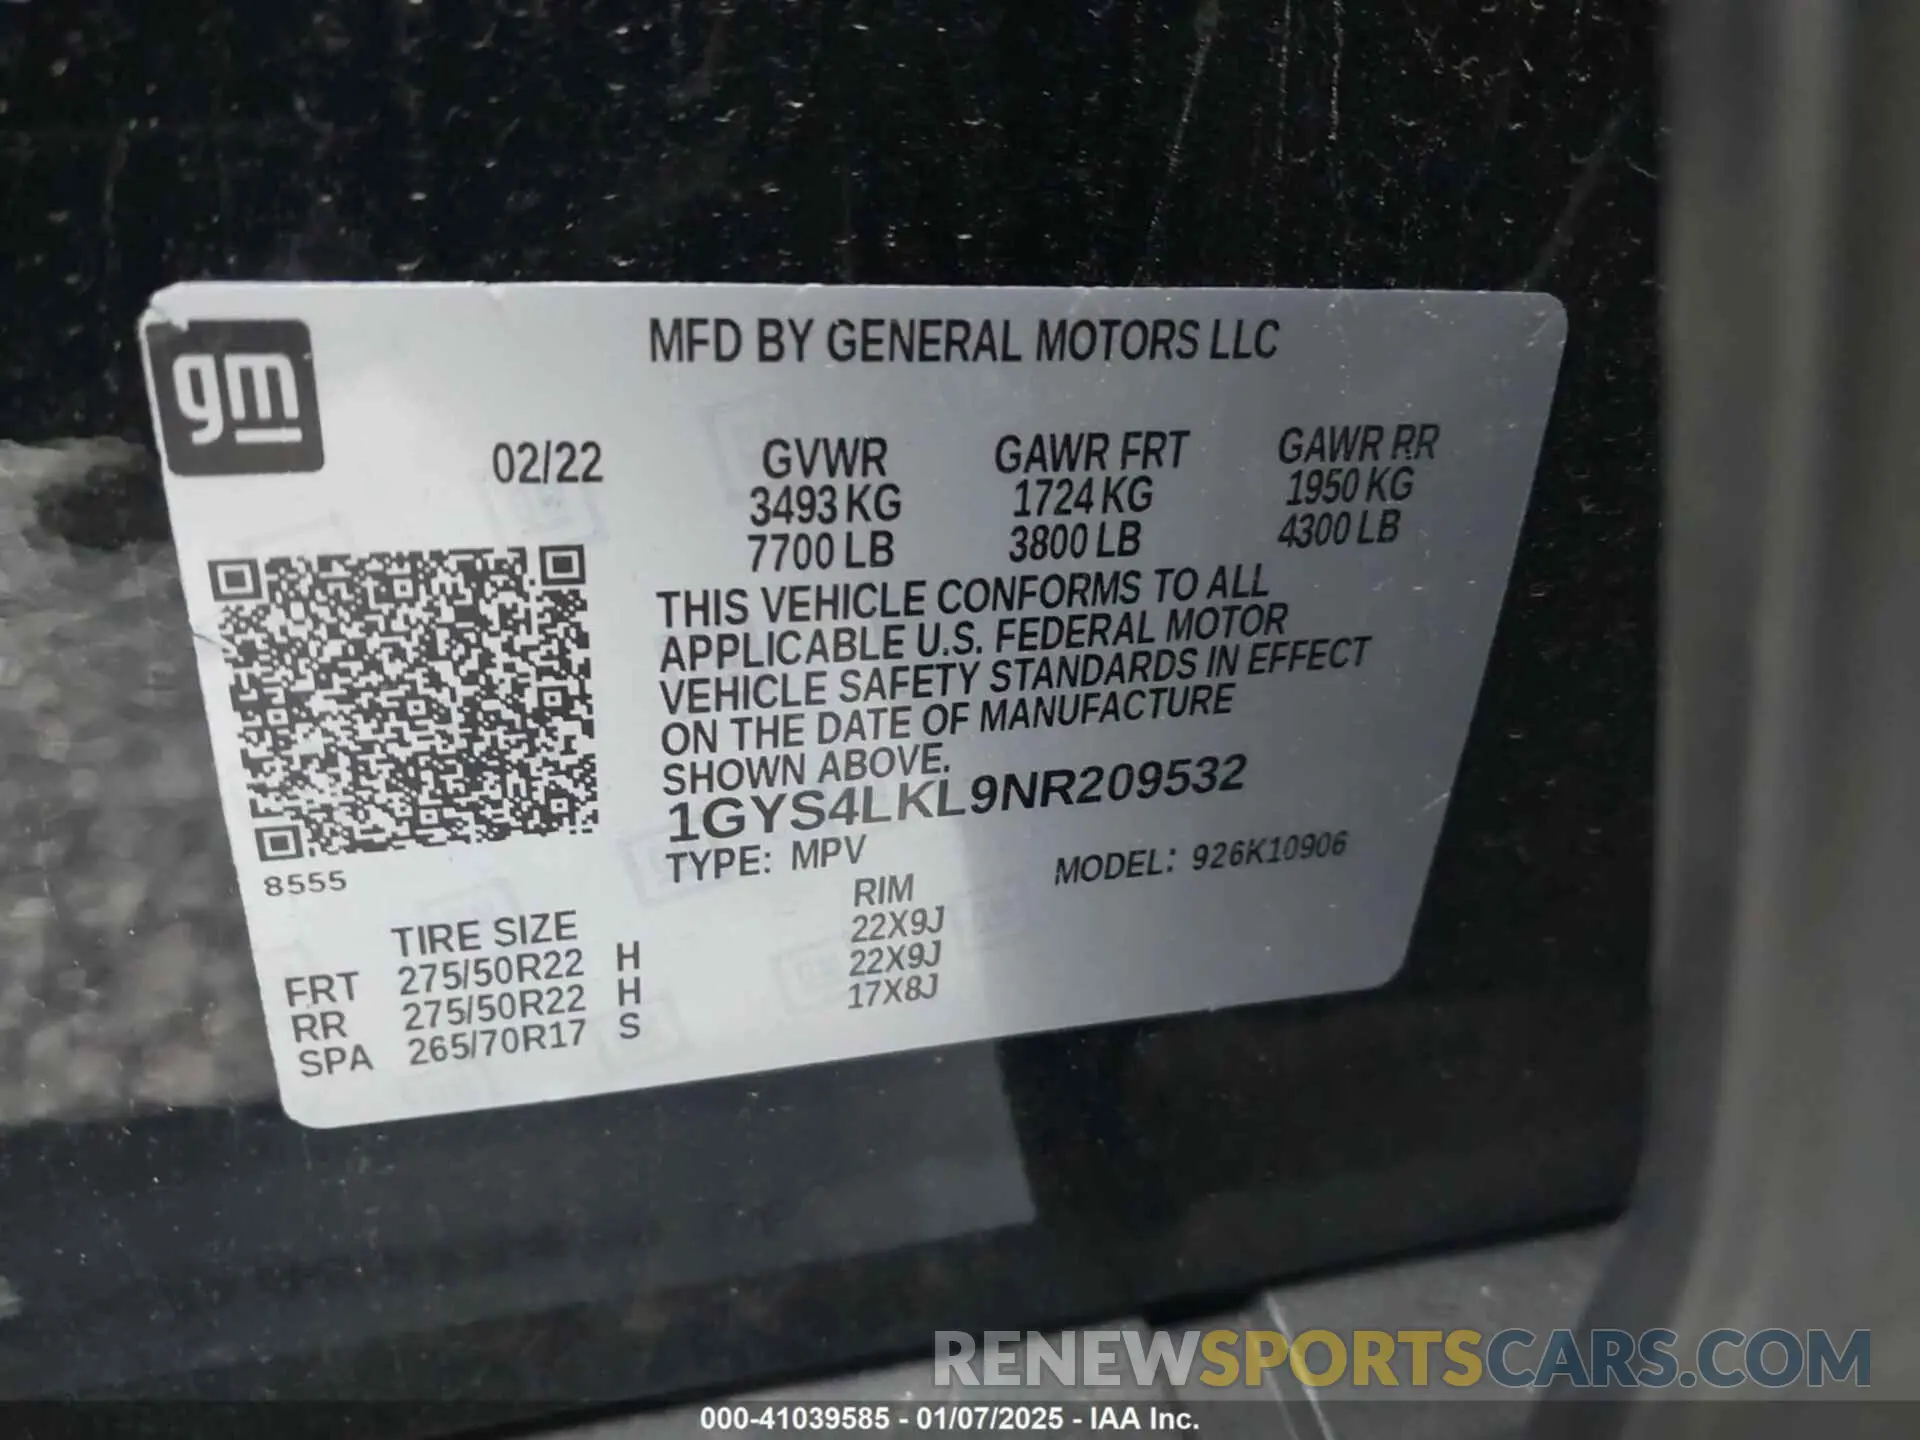 gm
MFD BY GENERAL MOTORS LLC
02/22 GVWR GAWR FRT GAWR RR
3493 KG 1724 KG 1950 KG
7700 LB 3800 LB 4300 LB
THIS VEHICLE CONFORMS TO ALL
APPLICABLE U.S. FEDERAL MOTOR
VEHICLE SAFETY STANDARDS IN EFFECT
ON THE DATE OF MANUFACTURE
SHOWN ABOVE.
1GYS4LKL9NR209532
TYPE: MPV MODEL: 926K10906
8555
TIRE SIZE RIM
FRT 275/50R22 H 22X9J
RR 275/50R22 H 22X9J
SPA 265/70R17 S 17X8J
RENEWSPORTSCARS.COM
000-41039585 - 01/07/2025 - IAA Inc.